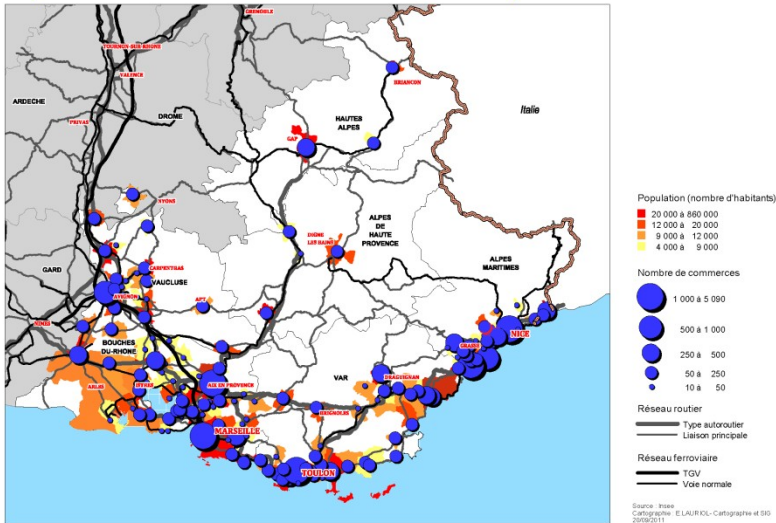 GRENOBLE
TOURNON-SUR-RHONE
VALENCE
ARDECHE
BRIANCON
Italie
DROME
PRIVAS
HAUTES
ALPES
GAP
NYONS
ALPES
DE
HAUTE
PROVENCE
DIGNE
LES BAINS
ALPES
MARITIMES
GARD
CARPENTRAS
VAUCLUSE
AVIGNON
APT
NIMES
NICE
BOUCHES
DU-RHÔNE
GRASSE
VAR
DRAGUIGNAN
ARLES
ISTRES
AIX EN PROVENCE
BRIGNOLES
MARSEILLE
TOULON
Population (nombre d'habitants)
20 000 à 860 000
12 000 à 20 000
9 000 à 12 000
4 000 à 9 000
Nombre de commerces
1 000 à 5 090
500 à 1 000
250 à 500
50 à 250
10 à 50
Réseau routier
Type autoroutier
Liaison principale
Réseau ferroviaire
TGV
Voie normale
Source : Insee
Cartographie : E.LAURIOL- Cartographie et SIG
20/09/2011